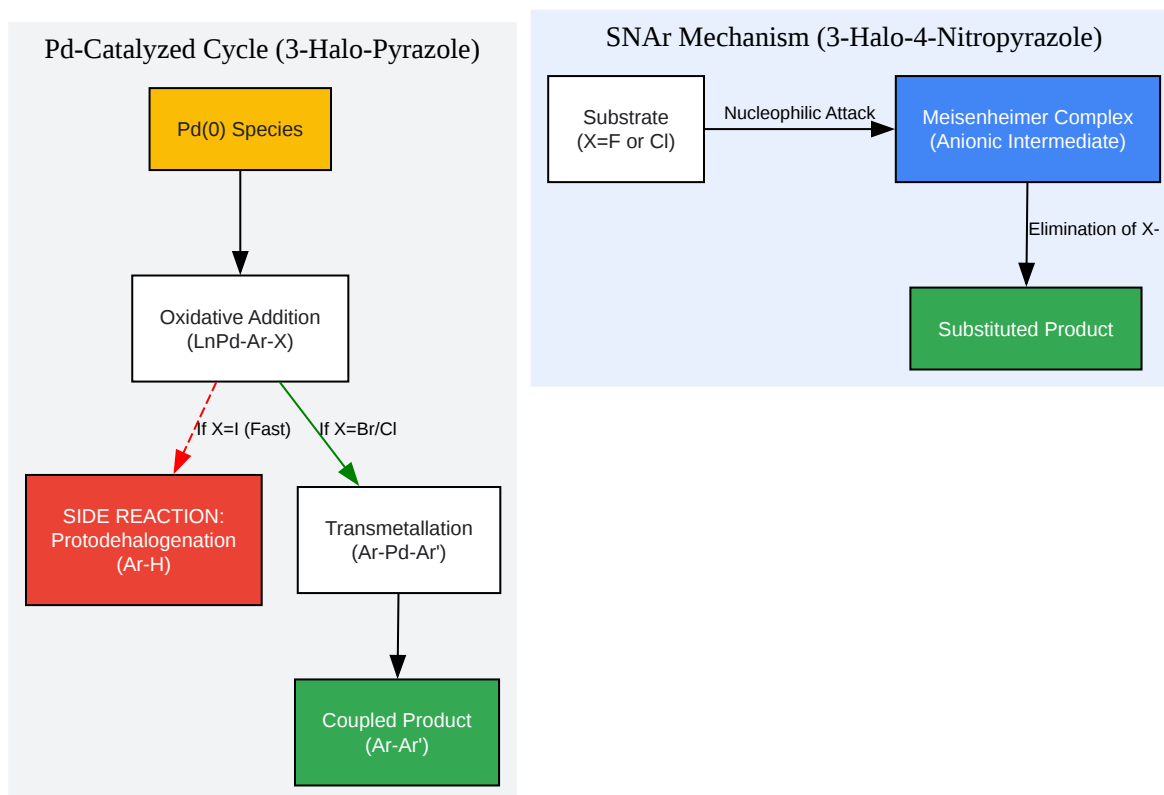 Pd-Catalyzed Cycle (3-Halo-Pyrazole)
Pd(0) Species
Oxidative Addition
(LnPd-Ar-X)
If X=I (Fast)
If X=Br/Cl
SIDE REACTION:
Protodehalogenation
(Ar-H)
Transmetallation
(Ar-Pd-Ar')
Coupled Product
(Ar-Ar')
SNAr Mechanism (3-Halo-4-Nitropyrazole)
Substrate
(X=F or Cl)
Nucleophilic Attack
Meisenheimer Complex
(Anionic Intermediate)
Elimination of X-
Substituted Product